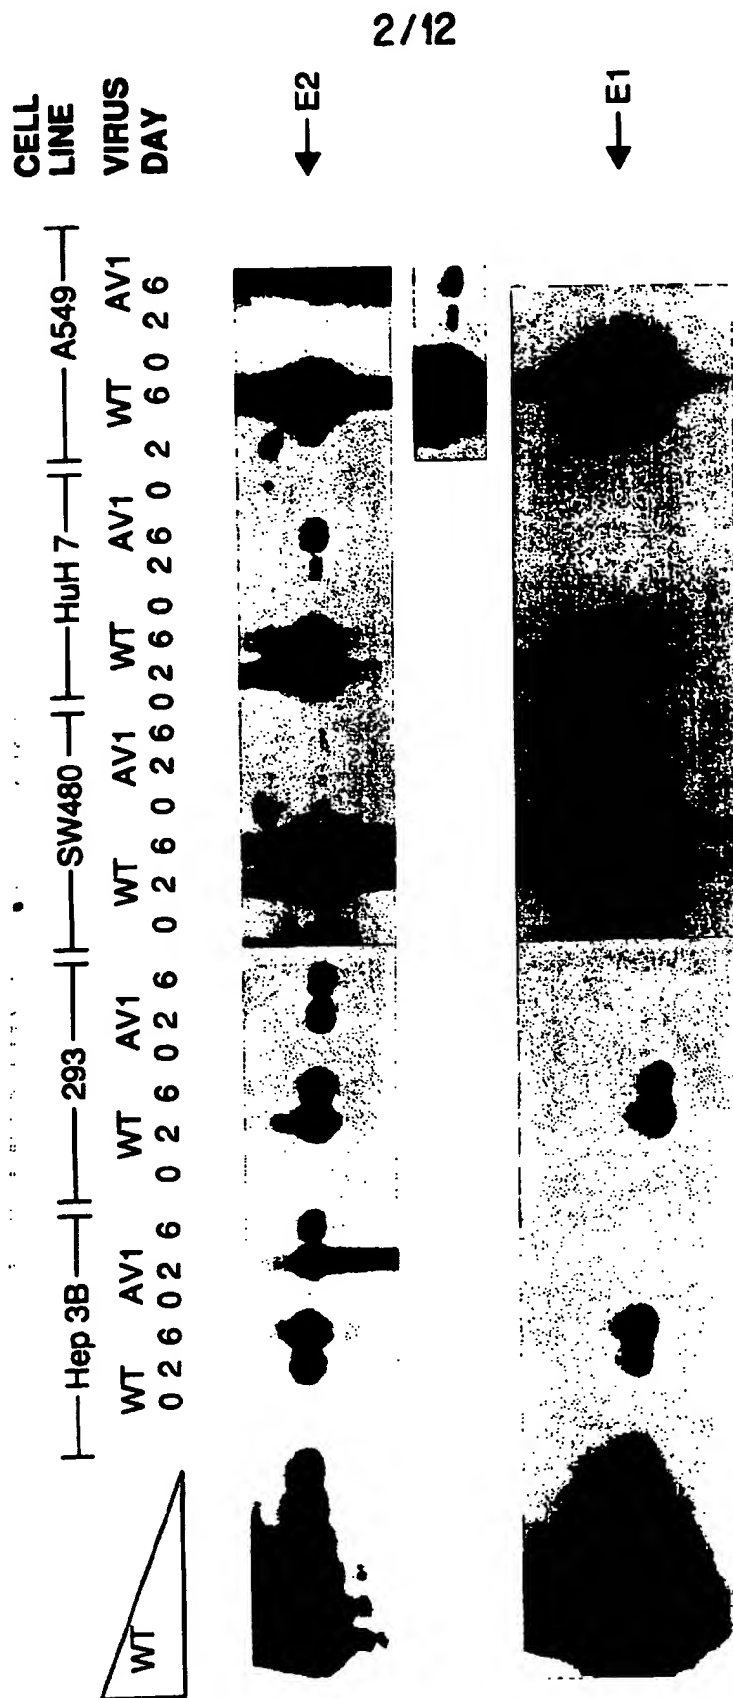 2/12
Hep 3B 293 SW480 HuH 7 A549 CELL LINE
WT AV1 WT AV1 WT AV1 WT AV1 WT AV1 VIRUS
0 2 6 0 2 6 0 2 6 0 2 6 0 2 6 0 2 6 0 2 6 0 2 6 0 2 6 0 2 6 DAY
WT
E2
E1